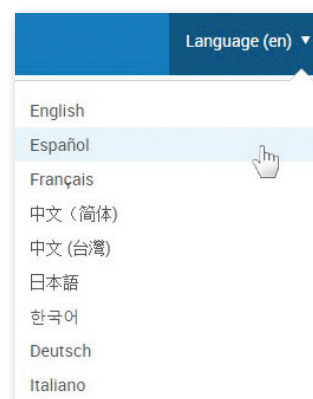 Language (en) ▼
English
Español
Français
中文（简体)
中文 (台灣)
日本語
한국어
Deutsch
Italiano